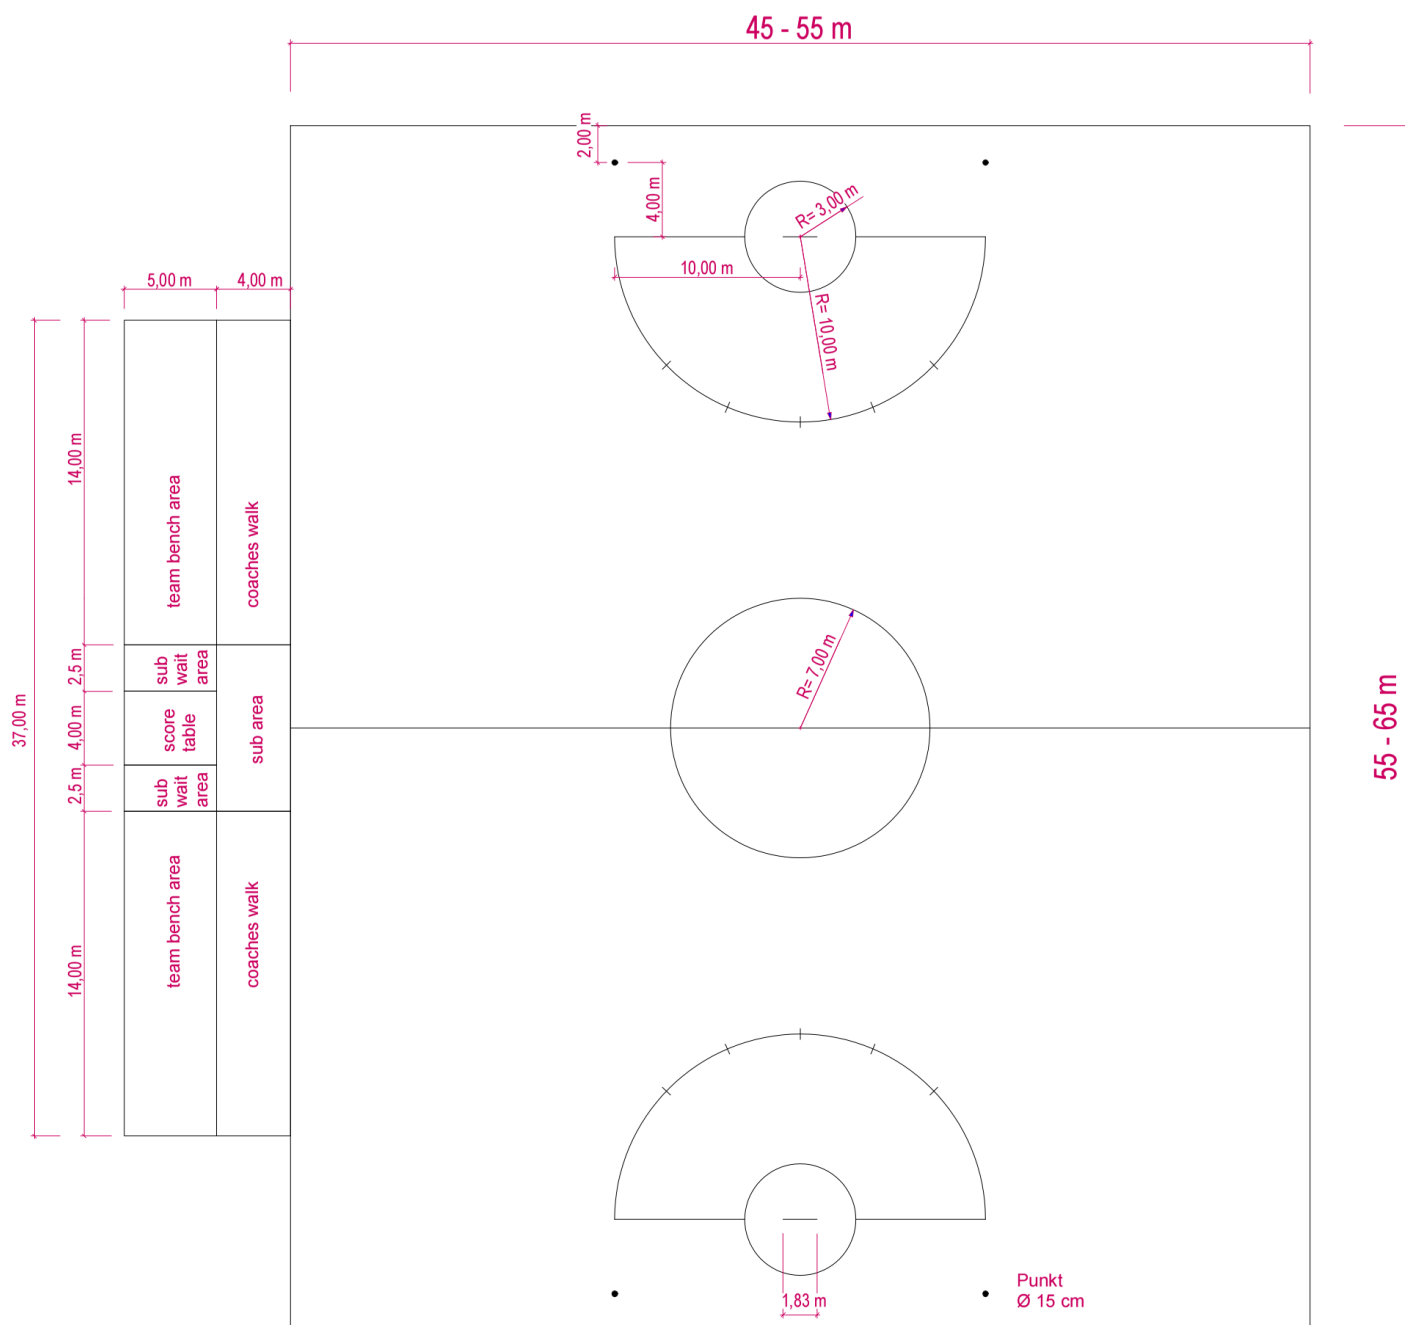 45 - 55 m
2,00 m
4,00 m
R= 3,00 m
10,00 m
R= 10,00 m
5,00 m
4,00 m
14,00 m
team bench area
coaches walk
2,5 m
sub
wait
area
37,00 m
4,00 m
score
table
sub area
R= 7,00 m
55 - 65 m
2,5 m
sub
wait
area
14,00 m
team bench area
coaches walk
1,83 m
Punkt
Ø 15 cm